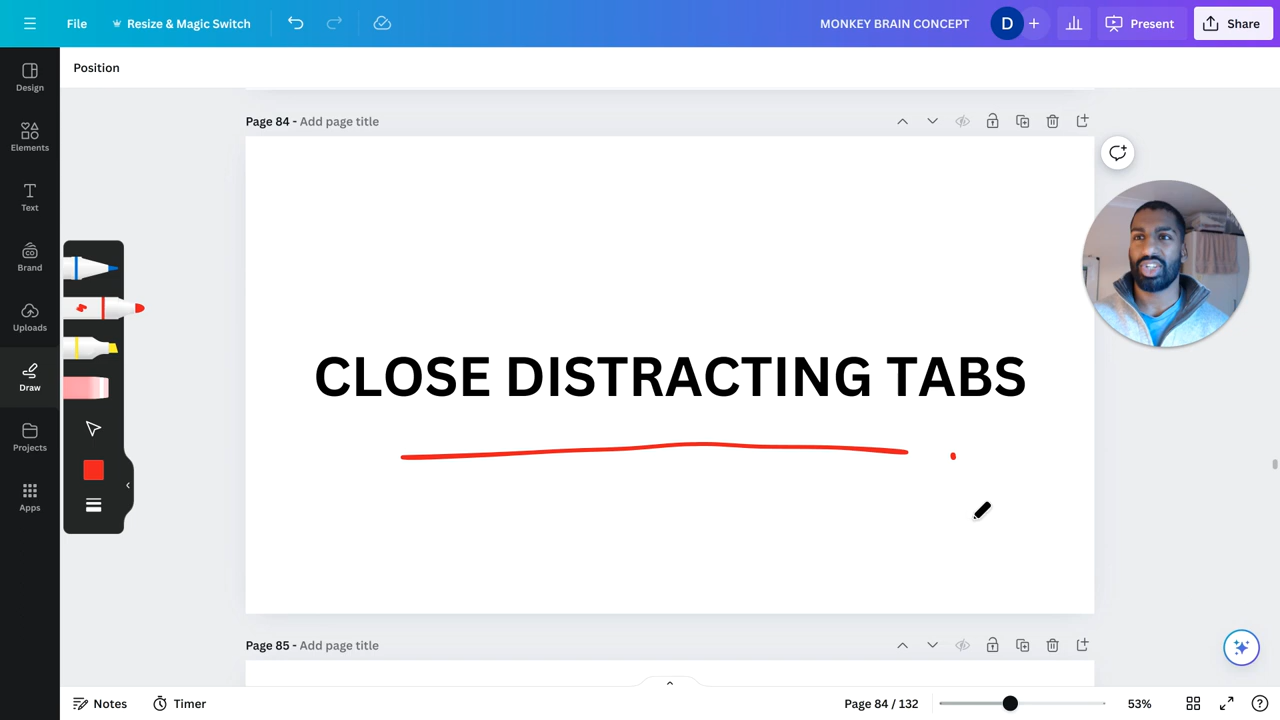 File Resize & Magic Switch MONKEY BRAIN CONCEPT D + Present Share
Position
Design
Elements
Text
Brand
Uploads
Draw
Projects
Apps
Page 84 - Add page title
CLOSE DISTRACTING TABS
Page 85 - Add page title
Notes Timer Page 84 / 132 53%